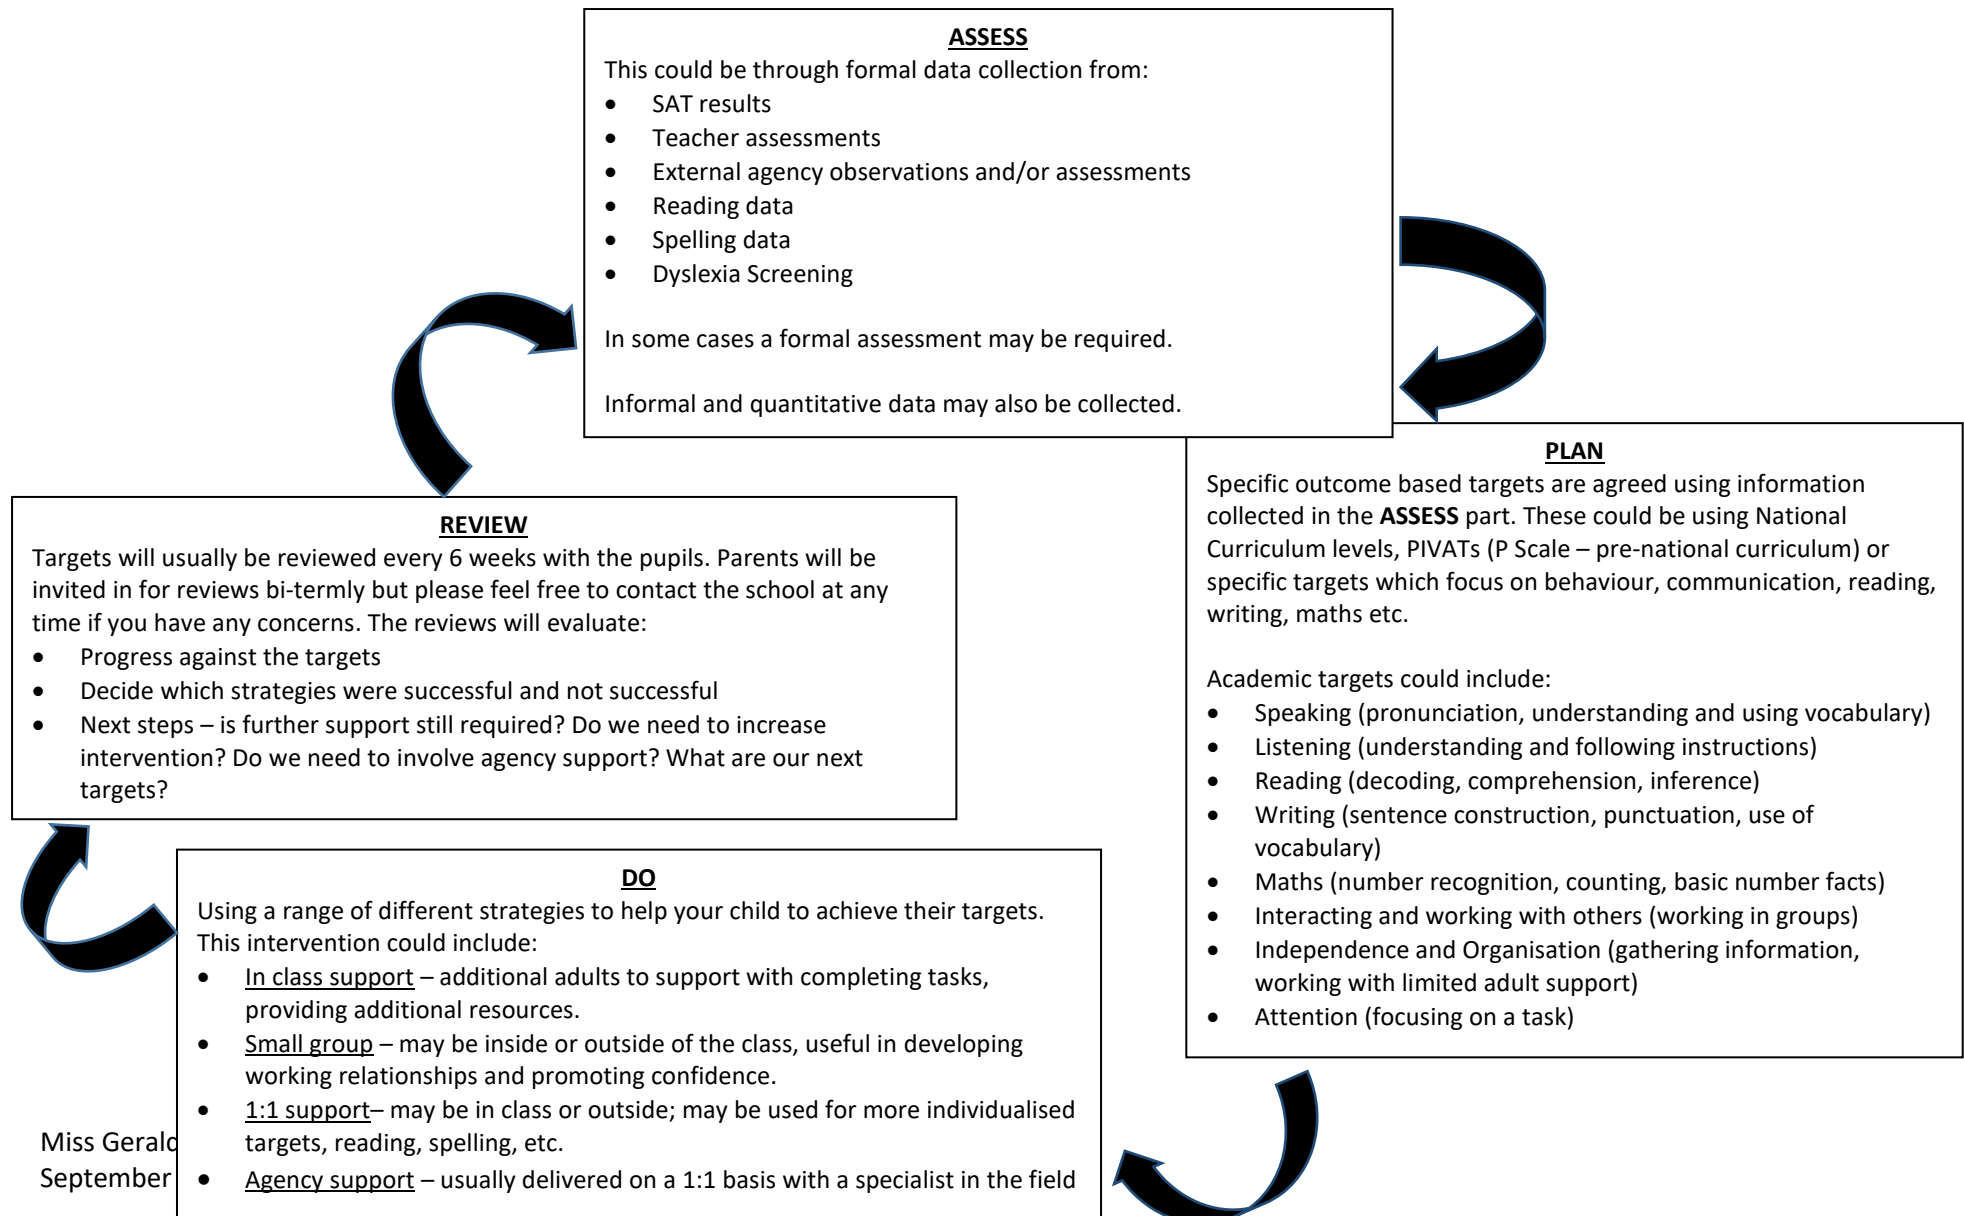 ASSESS
This could be through formal data collection from:
• SAT results
• Teacher assessments
• External agency observations and/or assessments
• Reading data
• Spelling data
• Dyslexia Screening
In some cases a formal assessment may be required.
Informal and quantitative data may also be collected.
PLAN
Specific outcome based targets are agreed using information
collected in the ASSESS part. These could be using National
Curriculum levels, PIVATs (P Scale – pre-national curriculum) or
specific targets which focus on behaviour, communication, reading,
writing, maths etc.
Academic targets could include:
• Speaking (pronunciation, understanding and using vocabulary)
• Listening (understanding and following instructions)
• Reading (decoding, comprehension, inference)
• Writing (sentence construction, punctuation, use of
vocabulary)
• Maths (number recognition, counting, basic number facts)
• Interacting and working with others (working in groups)
• Independence and Organisation (gathering information,
working with limited adult support)
• Attention (focusing on a task)
REVIEW
Targets will usually be reviewed every 6 weeks with the pupils. Parents will be
invited in for reviews bi-termly but please feel free to contact the school at any
time if you have any concerns. The reviews will evaluate:
• Progress against the targets
• Decide which strategies were successful and not successful
• Next steps – is further support still required? Do we need to increase
intervention? Do we need to involve agency support? What are our next
targets?
DO
Using a range of different strategies to help your child to achieve their targets.
This intervention could include:
• In class support – additional adults to support with completing tasks,
providing additional resources.
• Small group – may be inside or outside of the class, useful in developing
working relationships and promoting confidence.
• 1:1 support– may be in class or outside; may be used for more individualised
targets, reading, spelling, etc.
• Agency support – usually delivered on a 1:1 basis with a specialist in the field
Miss Gerald
September